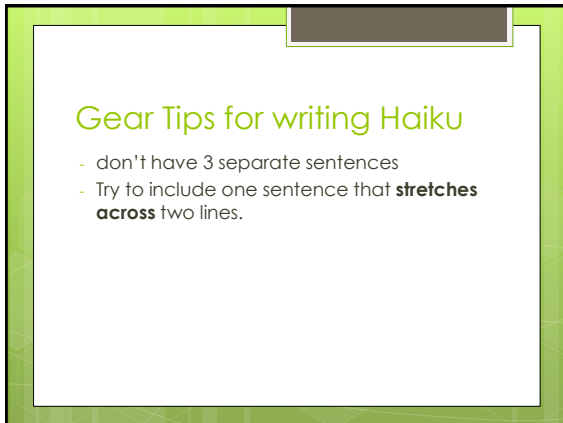 Gear Tips for writing Haiku
- don't have 3 separate sentences
- Try to include one sentence that stretches
across two lines.